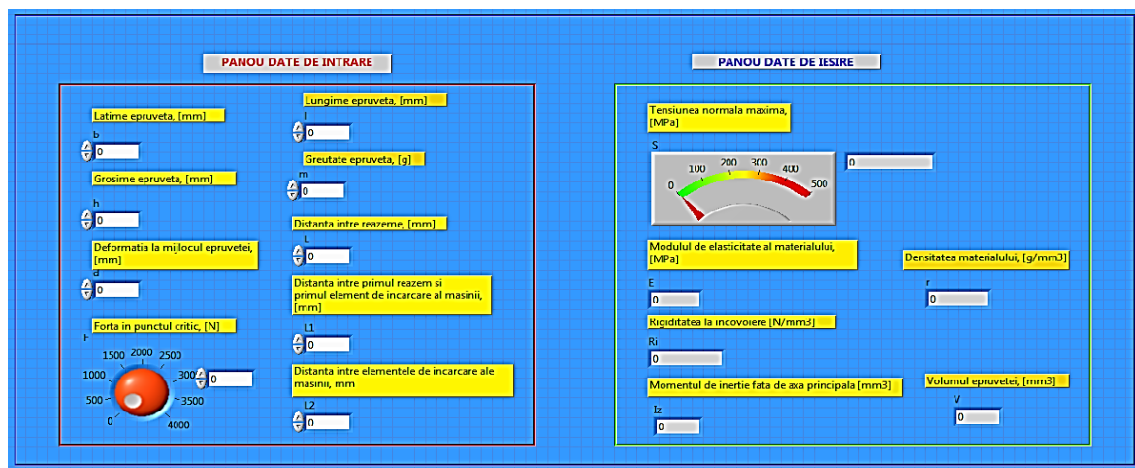 PANOU DATE DE INTRARE
Latime epruveta, [mm]
b
0
Grosime epruveta, [mm]
h
0
Deformatia la mijlocul epruvetei,
[mm]
d
0
Forta in punctul critic, [N]
F
0
500
1000
1500
2000
2500
300
3500
4000
0
Lungime epruveta, [mm]
l
0
Greutate epruveta, [g]
m
0
Distanta intre reazeme, [mm]
L
0
Distanta intre primul reazem si
primul element de incarcare al masinii,
[mm]
L1
0
Distanta intre elementele de incarcare ale
masinii, mm
L2
0
PANOU DATE DE IESIRE
Tensiunea normala maxima,
[MPa]
S
0
100
200
300
400
500
0
Modulul de elasticitate al materialului,
[MPa]
E
0
Rigiditatea la incovoiere [N/mm3]
Ri
0
Momentul de inertie fata de axa principala [mm3]
Iz
0
Densitatea materialului, [g/mm3]
r
0
Volumul epruvetei, [mm3]
V
0